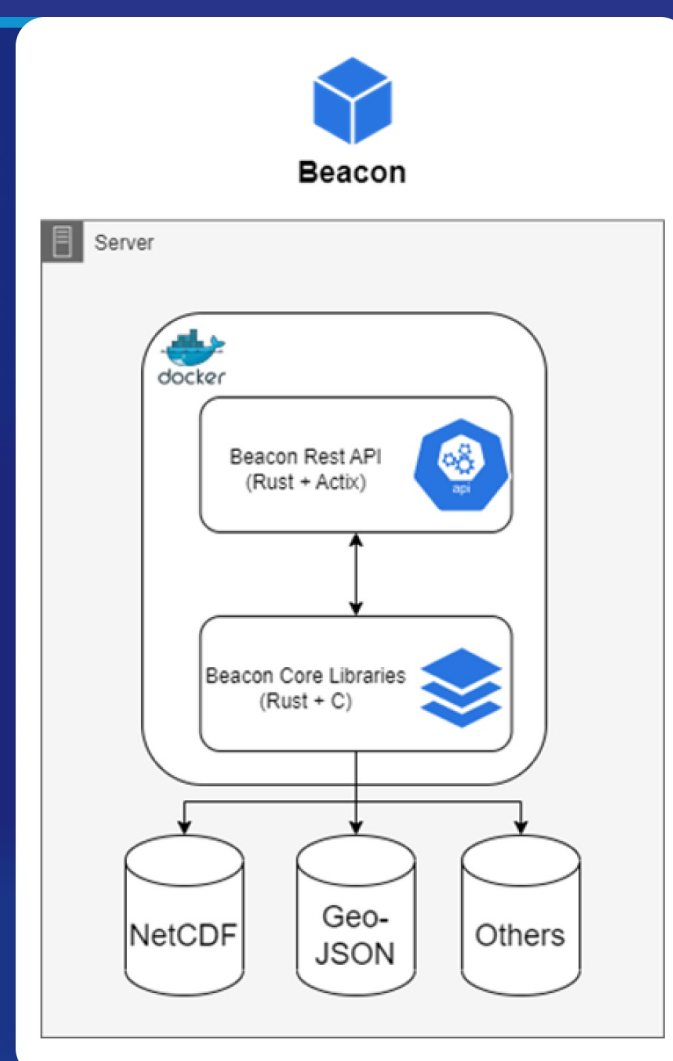 Beacon
Server
docker
Beacon Rest API
(Rust + Actix)
api
Beacon Core Libraries
(Rust + C)
NetCDF
Geo-
JSON
Others